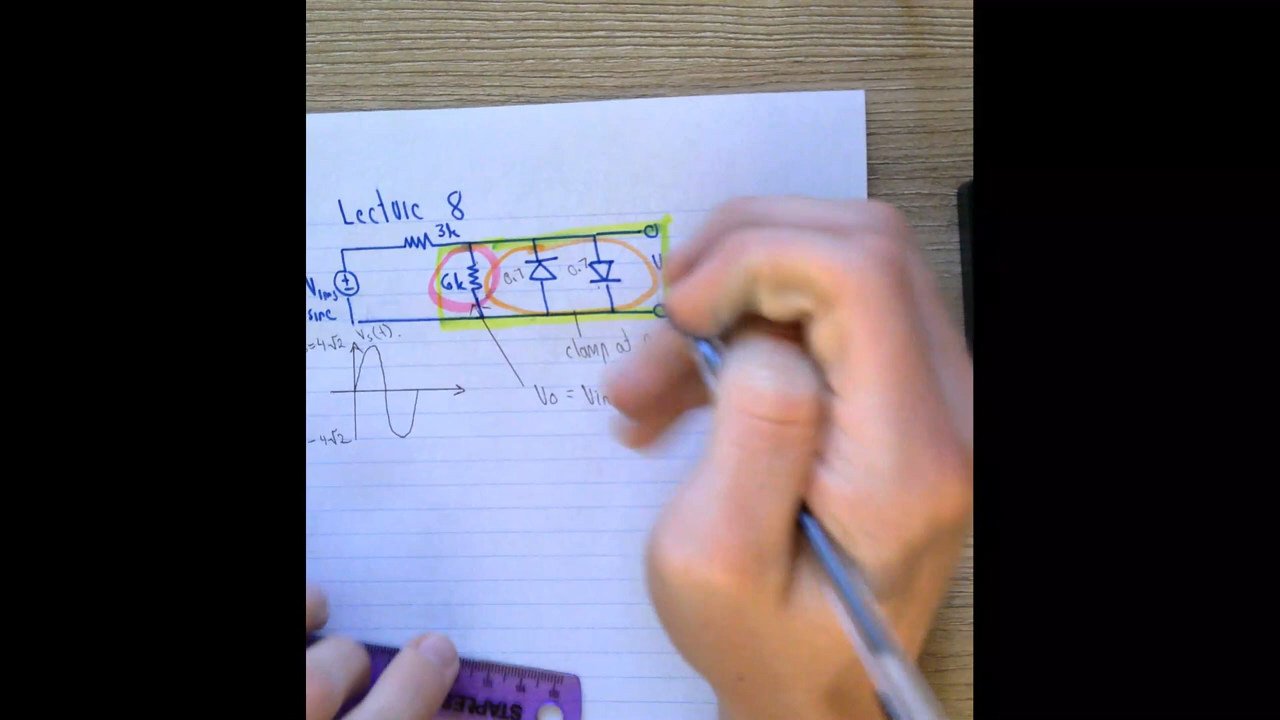 Lecture 8
3k
6k
0.7
0.7
V
Vrms
sine
=4√2
Vs(t).
clamp at
Vo = Vin
-4√2
STAPLES